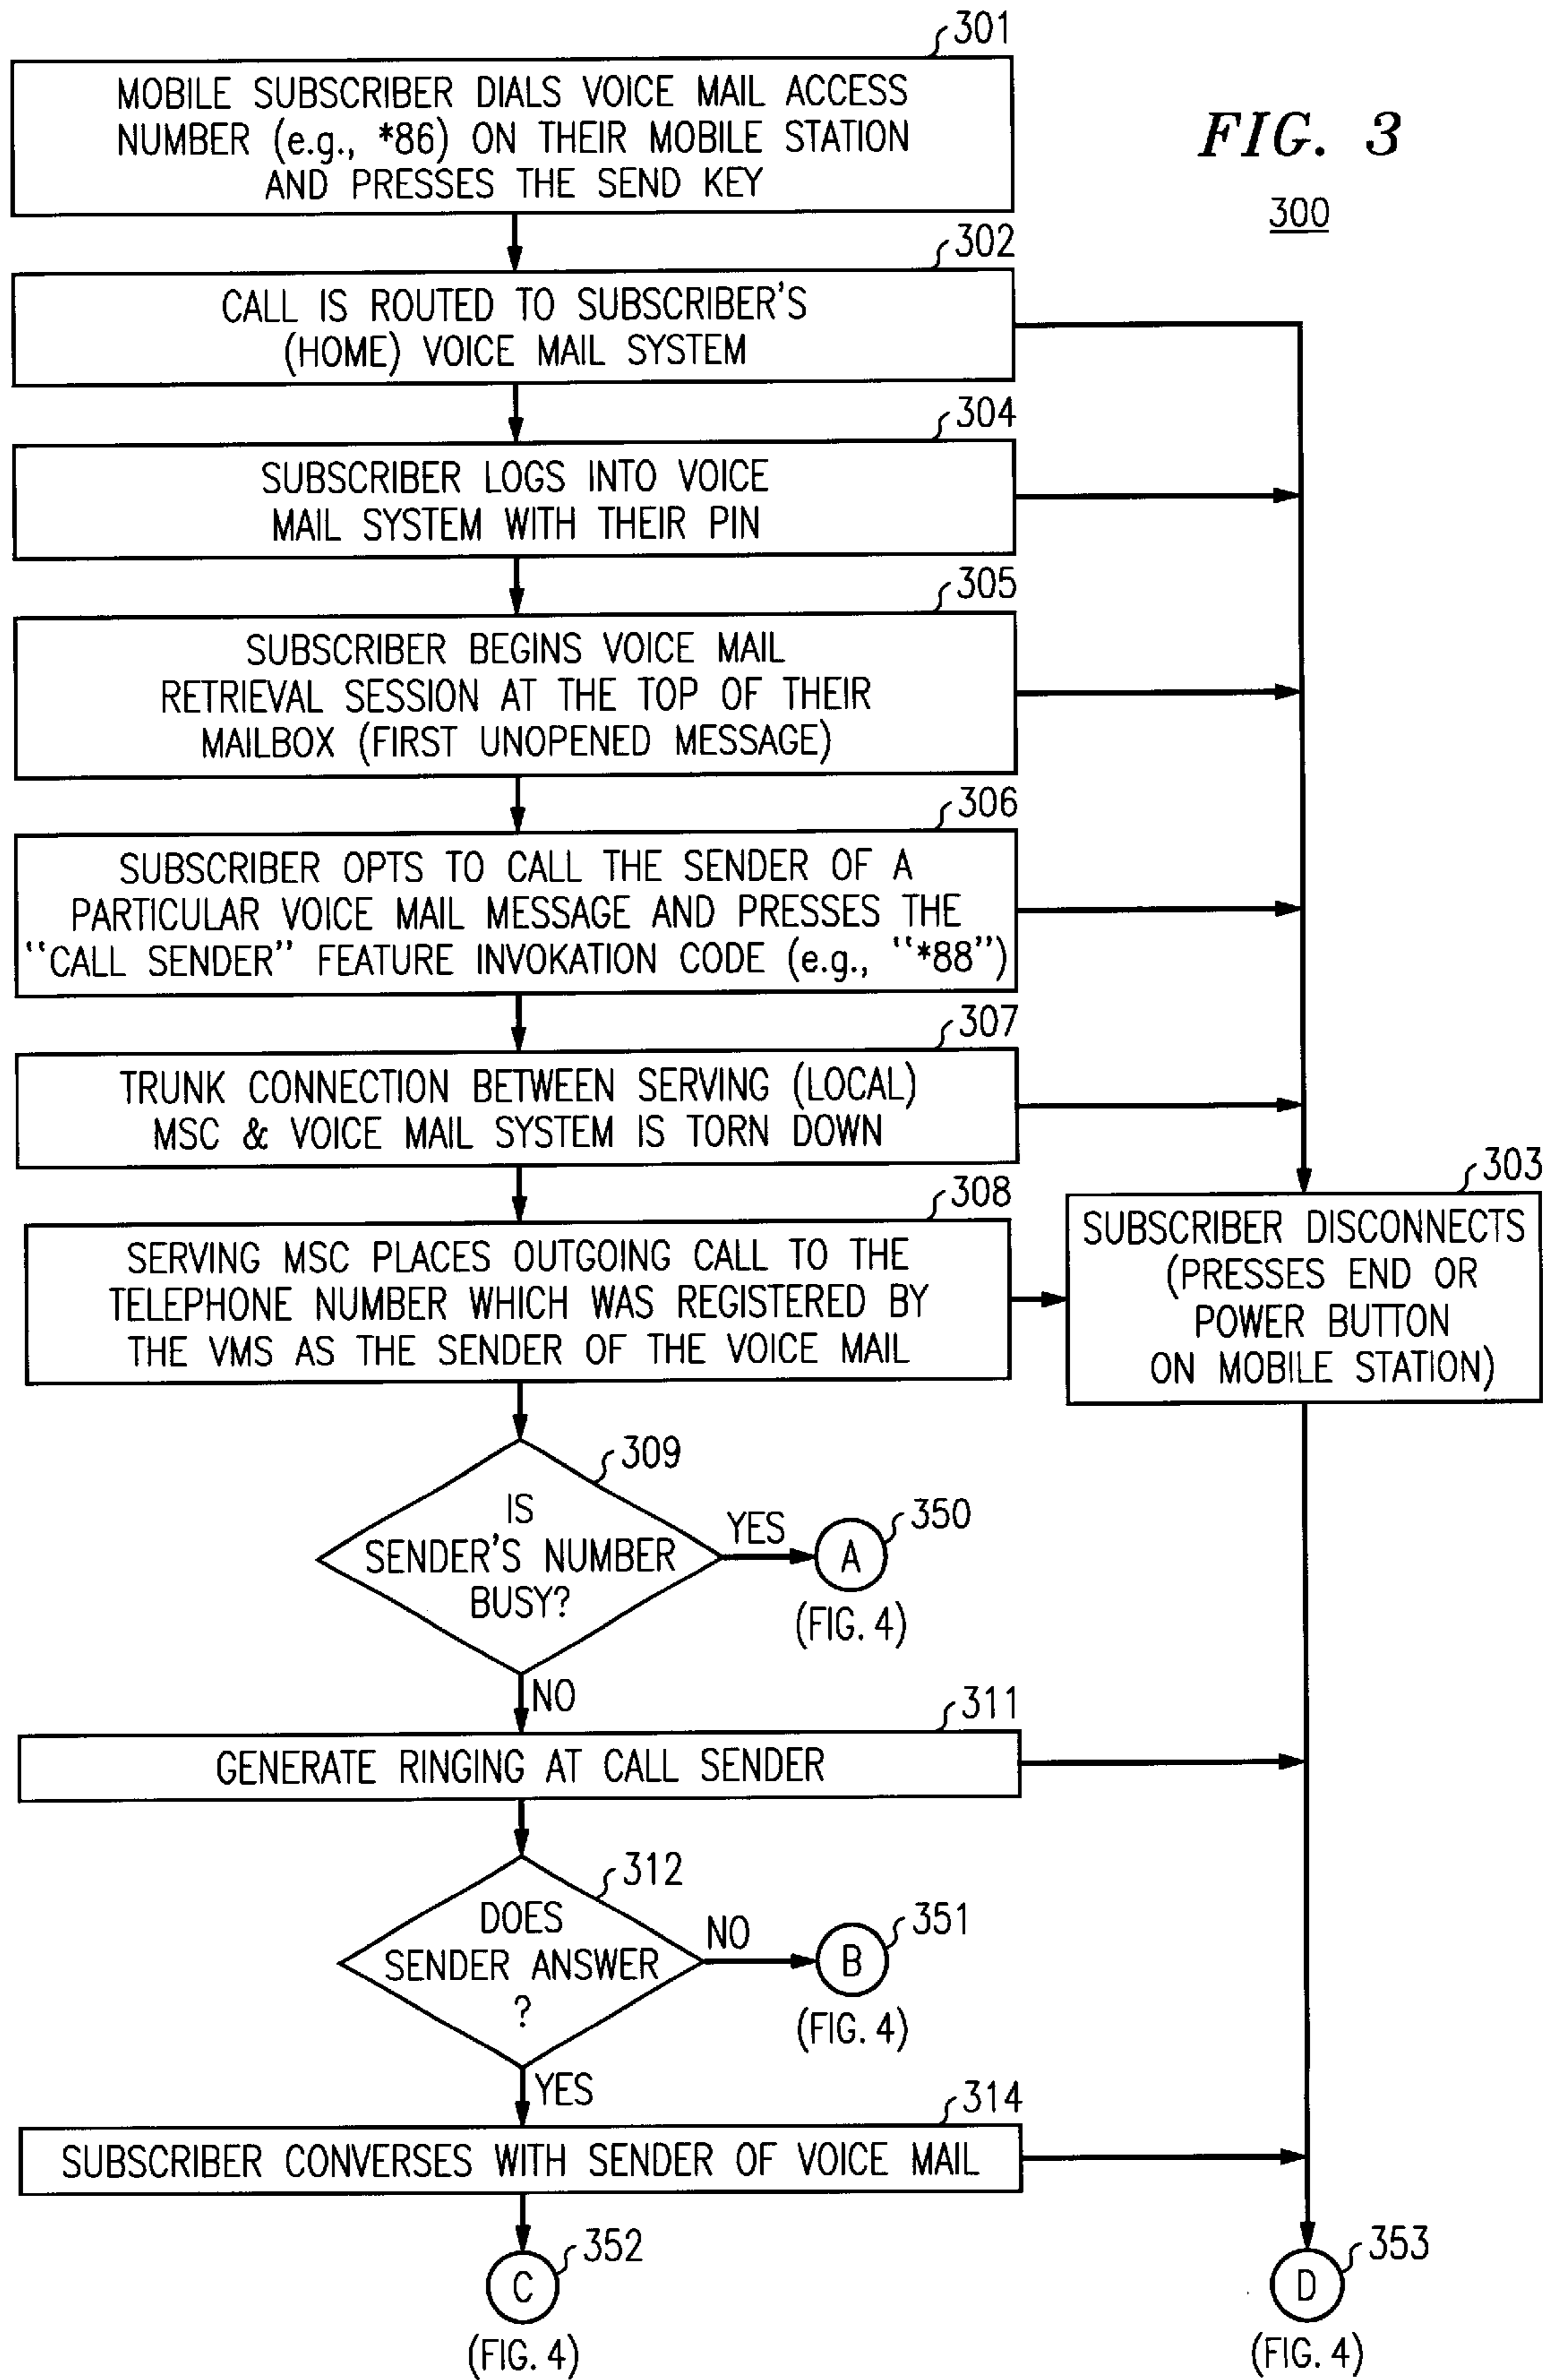 301
MOBILE SUBSCRIBER DIALS VOICE MAIL ACCESS
NUMBER (e.g., *86) ON THEIR MOBILE STATION
AND PRESSES THE SEND KEY
FIG. 3
300
302
CALL IS ROUTED TO SUBSCRIBER'S
(HOME) VOICE MAIL SYSTEM
304
SUBSCRIBER LOGS INTO VOICE
MAIL SYSTEM WITH THEIR PIN
305
SUBSCRIBER BEGINS VOICE MAIL
RETRIEVAL SESSION AT THE TOP OF THEIR
MAILBOX (FIRST UNOPENED MESSAGE)
306
SUBSCRIBER OPTS TO CALL THE SENDER OF A
PARTICULAR VOICE MAIL MESSAGE AND PRESSES THE
"CALL SENDER" FEATURE INVOKATION CODE (e.g., "*88")
307
TRUNK CONNECTION BETWEEN SERVING (LOCAL)
MSC & VOICE MAIL SYSTEM IS TORN DOWN
308
SERVING MSC PLACES OUTGOING CALL TO THE
TELEPHONE NUMBER WHICH WAS REGISTERED BY
THE VMS AS THE SENDER OF THE VOICE MAIL
303
SUBSCRIBER DISCONNECTS
(PRESSES END OR
POWER BUTTON
ON MOBILE STATION)
309
IS
SENDER'S NUMBER
BUSY?
YES
350
A
(FIG. 4)
NO
311
GENERATE RINGING AT CALL SENDER
312
DOES
SENDER ANSWER
?
NO
351
B
(FIG. 4)
YES
314
SUBSCRIBER CONVERSES WITH SENDER OF VOICE MAIL
352
C
(FIG. 4)
353
D
(FIG. 4)